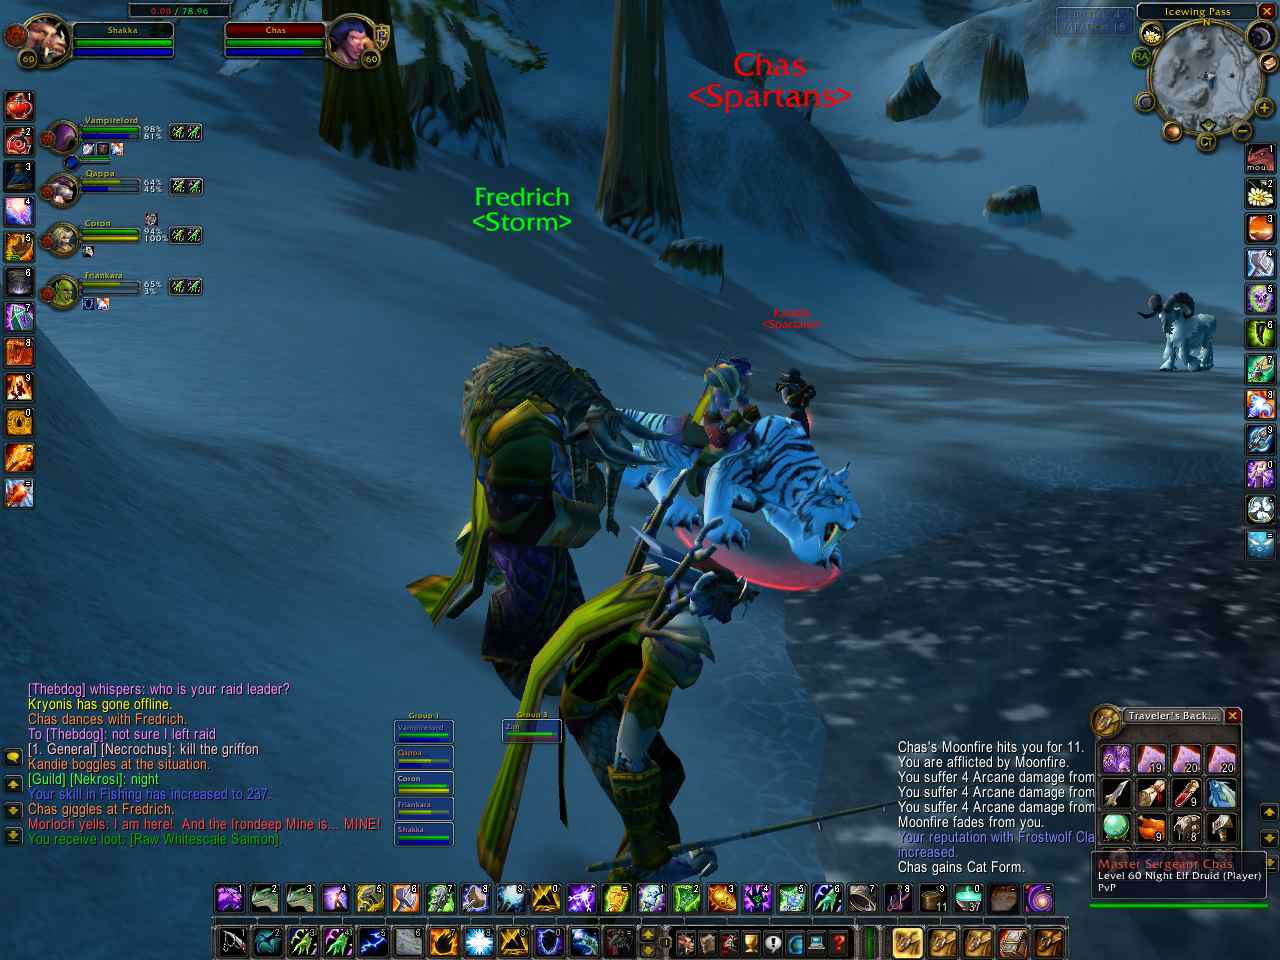 0.00 / 78.96
Icewing Pass
Shakka
Chas
60
60
Chas
<Spartans>
Vampirelord
98%
81%
Qappa
64%
45%
Fredrich
<Storm>
Coron
94%
100%
Friankara
65%
3%
<Spartans>
[Thebdog] whispers: who is your raid leader?
Kryonis has gone offline.
Chas dances with Fredrich.
To [Thebdog]: not sure I left raid
[1. General] [Necrochus]: kill the griffon
Kandie boggles at the situation.
[Guild] [Nekrosi]: night
Your skill in Fishing has increased to 237.
Chas giggles at Fredrich.
Morloch yells: I am here! And the Irondeep Mine is... MINE!
You receive loot: [Raw Whitescale Salmon].
Group 1
Vampirelord
Qappa
Coron
Friankara
Shakka
Group 3
Chas's Moonfire hits you for 11.
You are afflicted by Moonfire.
You suffer 4 Arcane damage from
You suffer 4 Arcane damage from
You suffer 4 Arcane damage from
Moonfire fades from you.
Your reputation with Frostwolf Cla
increased.
Chas gains Cat Form.
Traveler's Back...
19
20
20
9
9
8
Master Sergeant Chas
Level 60 Night Elf Druid (Player)
PvP